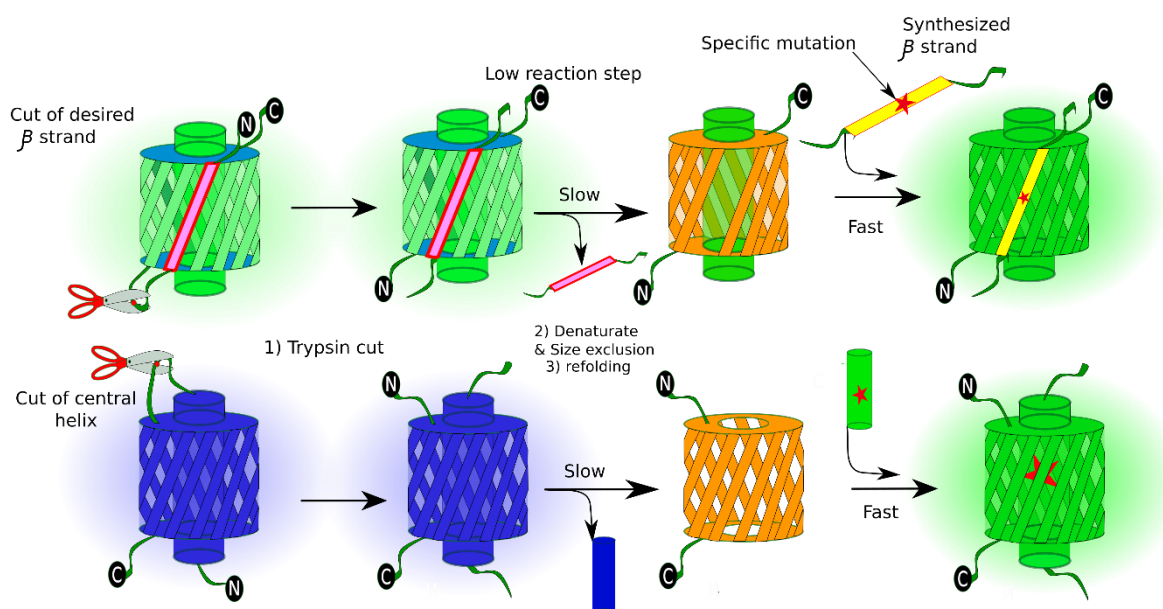 Specific mutation
Synthesized
β strand
Low reaction step
Cut of desired
β strand
N
C
C
C
C
Slow
Fast
N
N
N
1) Trypsin cut
2) Denaturate
& Size exclusion
3) refolding
Cut of central
helix
N
N
Slow
Fast
C
N
C
C
C